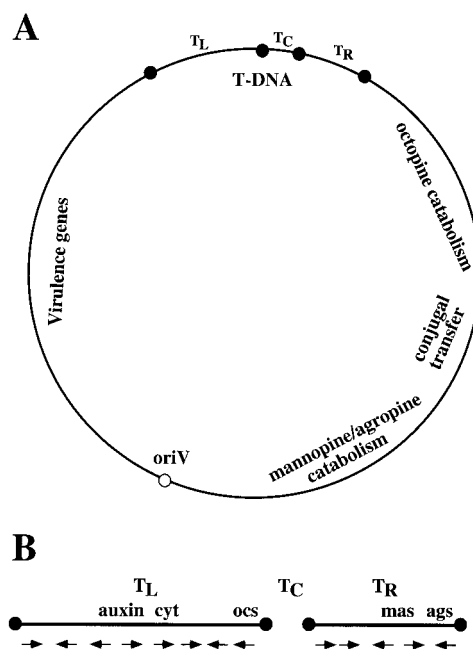 A
TL TC TR
T-DNA
octopine catabolism
Virulence genes
conjugal
transfer
mannopine/agropine
catabolism
oriV
B
TL TC TR
auxin cyt ocs mas ags